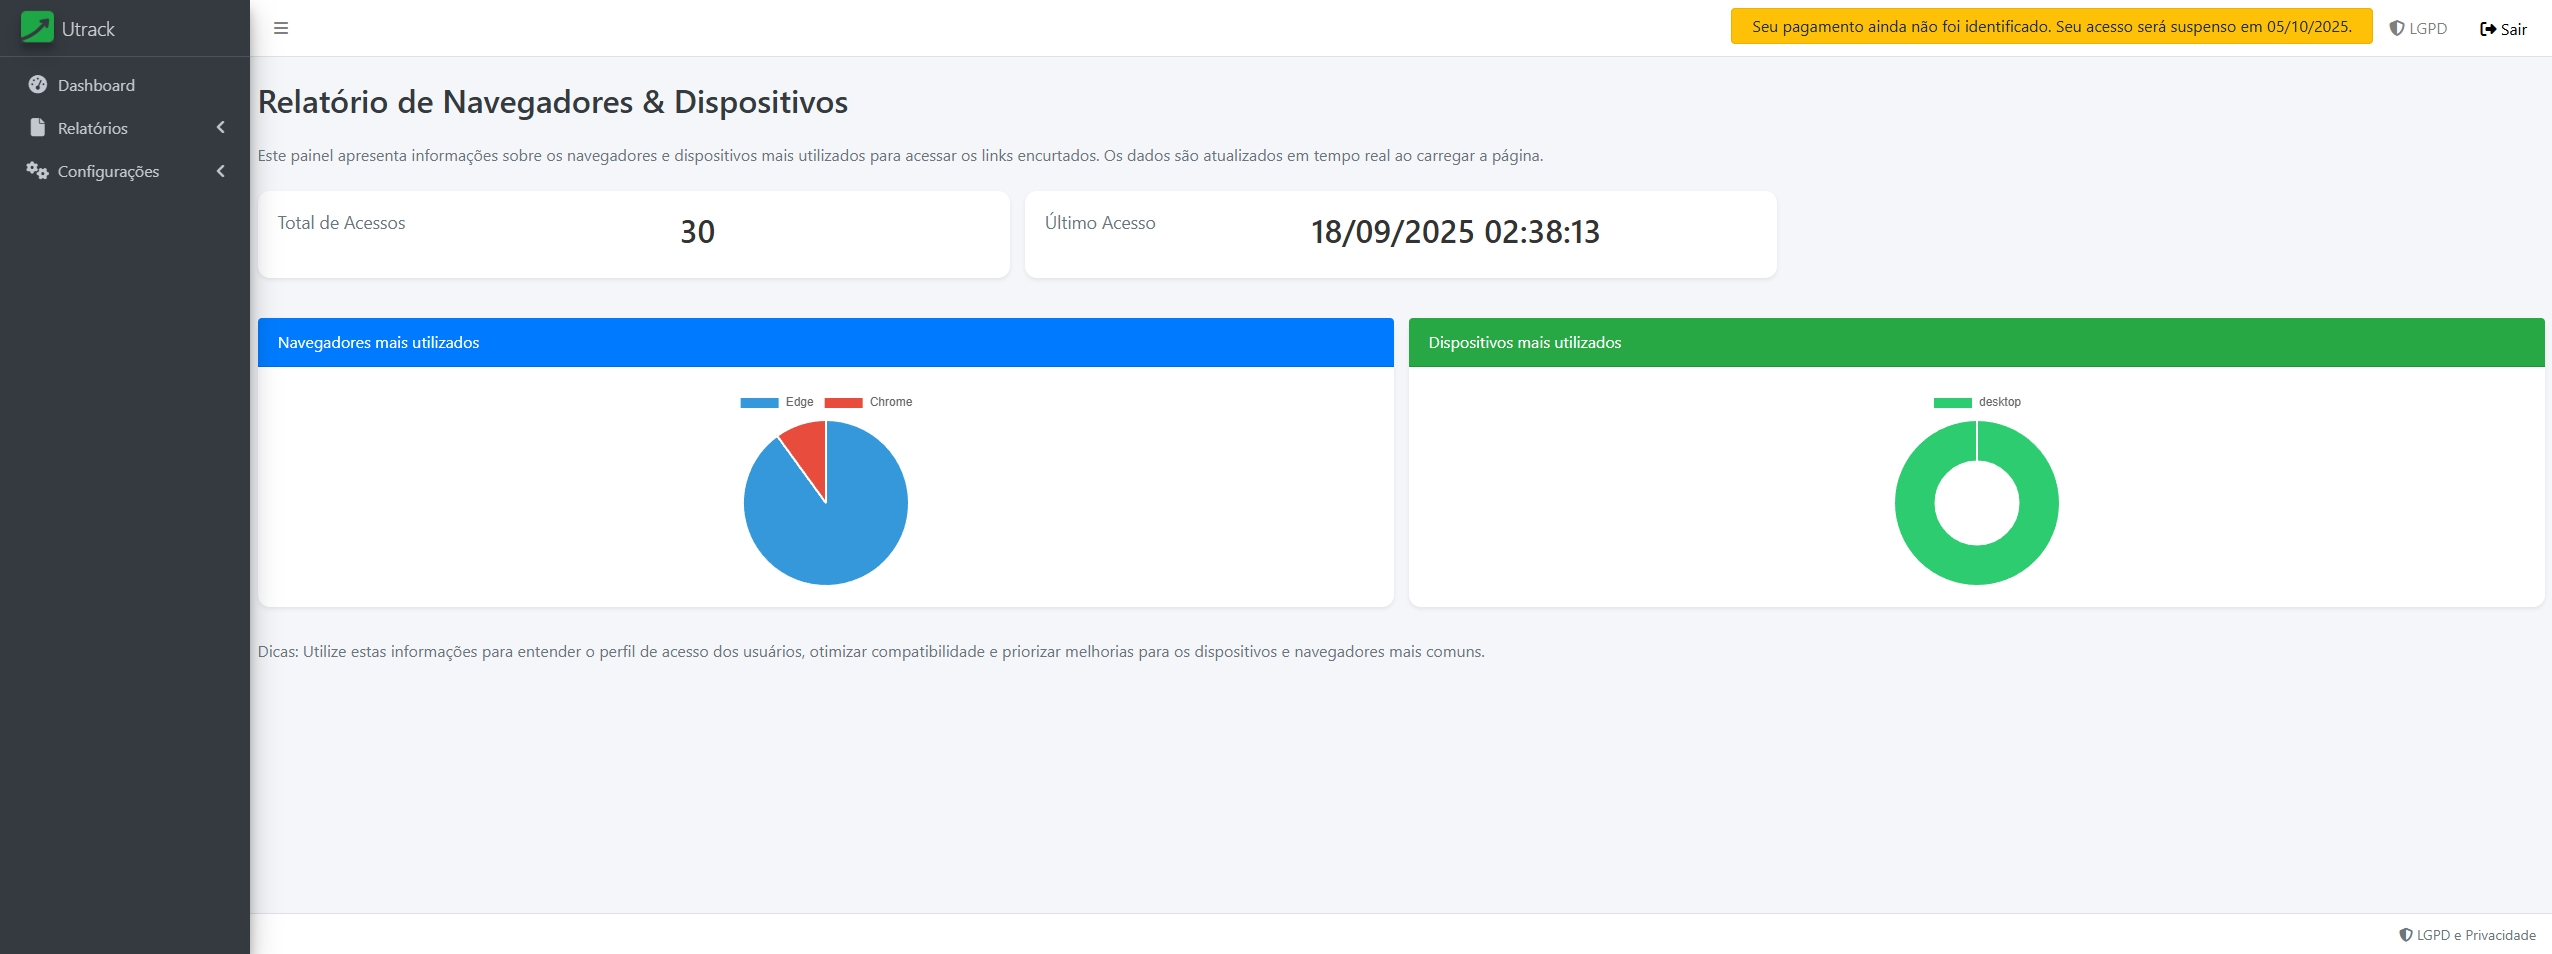 Utrack
Seu pagamento ainda não foi identificado. Seu acesso será suspenso em 05/10/2025.
LGPD
Sair
Dashboard
Relatórios
Configurações
Relatório de Navegadores & Dispositivos
Este painel apresenta informações sobre os navegadores e dispositivos mais utilizados para acessar os links encurtados. Os dados são atualizados em tempo real ao carregar a página.
Total de Acessos
30
Último Acesso
18/09/2025 02:38:13
Navegadores mais utilizados
Edge
Chrome
Dispositivos mais utilizados
desktop
Dicas: Utilize estas informações para entender o perfil de acesso dos usuários, otimizar compatibilidade e priorizar melhorias para os dispositivos e navegadores mais comuns.
LGPD e Privacidade